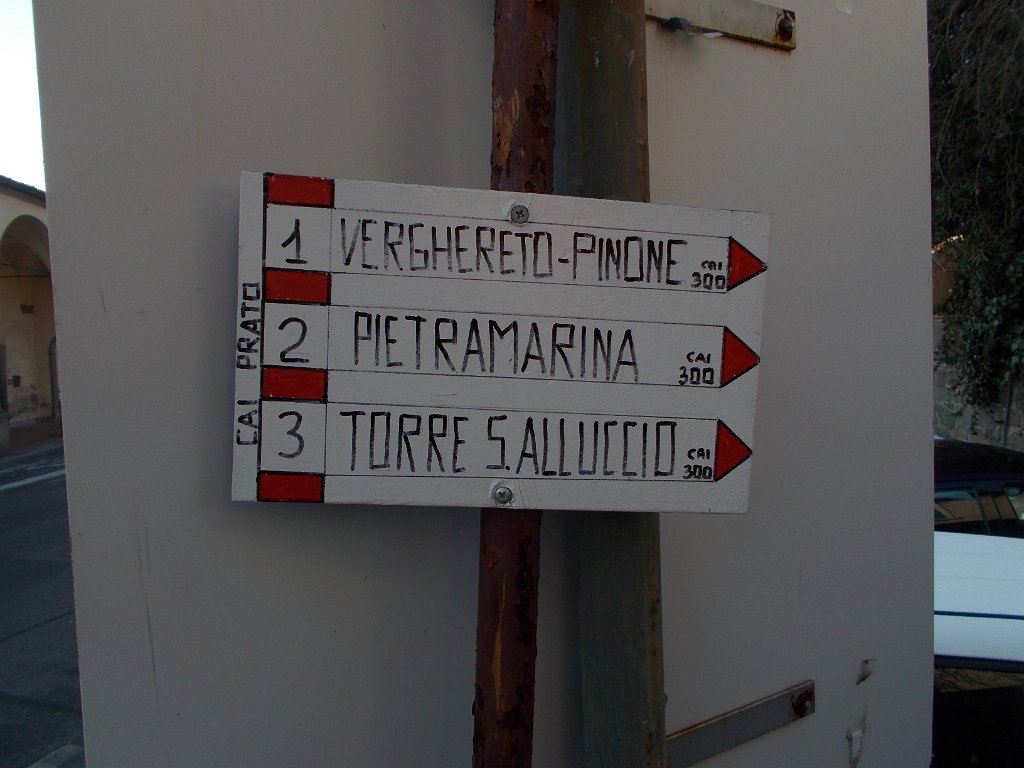 CAI PRATO
1 VERGHERETO-PINONE CAI 300
2 PIETRAMARINA CAI 300
3 TORRE S.ALLUCCIO CAI 300